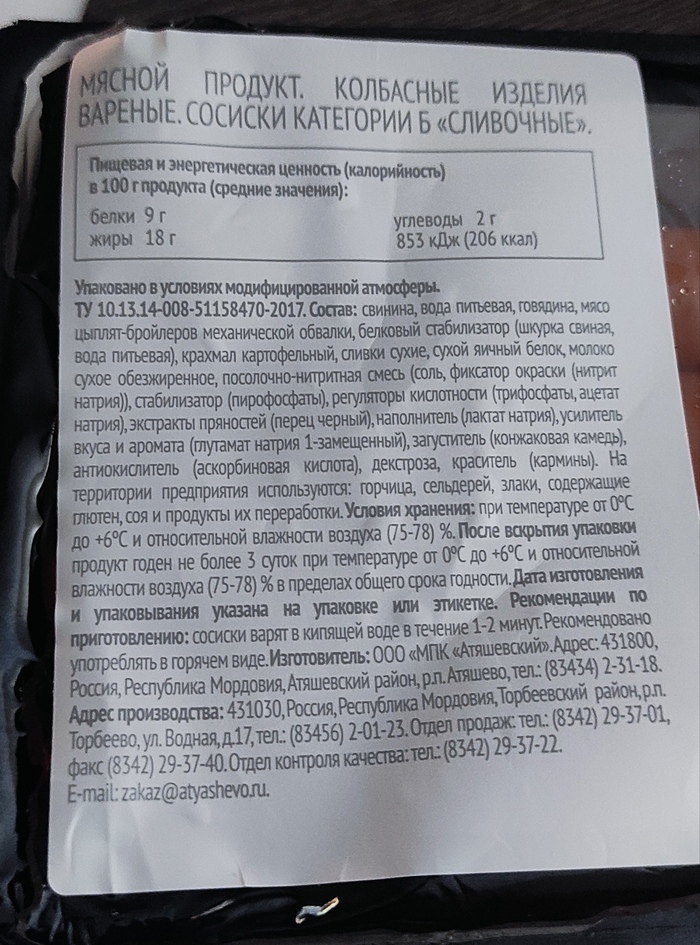 МЯСНОЙ ПРОДУКТ. КОЛБАСНЫЕ ИЗДЕЛИЯ
ВАРЕНЫЕ. СОСИСКИ КАТЕГОРИИ Б «СЛИВОЧНЫЕ».
Пищевая и энергетическая ценность (калорийность)
в 100 г продукта (средние значения):
белки 9 г углеводы 2 г
жиры 18 г 853 кДж (206 ккал)
Упаковано в условиях модифицированной атмосферы.
ТУ 10.13.14-008-51158470-2017. Состав: свинина, вода питьевая, говядина, мясо
цыплят-бройлеров механической обвалки, белковый стабилизатор (шкурка свиная,
вода питьевая), крахмал картофельный, сливки сухие, сухой яичный белок, молоко
сухое обезжиренное, посолочно-нитритная смесь (соль, фиксатор окраски (нитрит
натрия)), стабилизатор (пирофосфаты), регуляторы кислотности (трифосфаты, ацетат
натрия), экстракты пряностей (перец черный), наполнитель (лактат натрия), усилитель
вкуса и аромата (глутамат натрия 1-замещенный), загуститель (конжаковая камедь),
антиокислитель (аскорбиновая кислота), декстроза, краситель (кармины). На
территории предприятия используются: горчица, сельдерей, злаки, содержащие
глютен, соя и продукты их переработки. Условия хранения: при температуре от 0°С
до +6°С и относительной влажности воздуха (75-78) %. После вскрытия упаковки
продукт годен не более 3 суток при температуре от 0°С до +6°С и относительной
влажности воздуха (75-78) % в пределах общего срока годности. Дата изготовления
и упаковывания указана на упаковке или этикетке. Рекомендации по
приготовлению: сосиски варят в кипящей воде в течение 1-2 минут. Рекомендовано
употреблять в горячем виде. Изготовитель: ООО «МПК «Атяшевский». Адрес: 431800,
Россия, Республика Мордовия, Атяшевский район, р.п. Атяшево, тел.: (83434) 2-31-18.
Адрес производства: 431030, Россия, Республика Мордовия, Торбеевский район, р.п.
Торбеево, ул. Водная, д.17, тел.: (83456) 2-01-23. Отдел продаж: тел.: (8342) 29-37-01,
факс (8342) 29-37-40. Отдел контроля качества: тел.: (8342) 29-37-22.
E-mail: zakaz@atyashevo.ru.